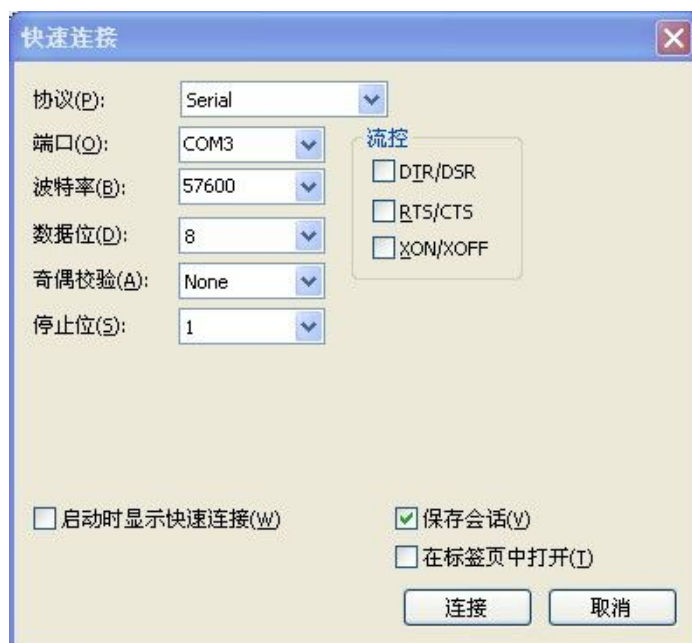 快速连接
协议(P): Serial
端口(O): COM3
流控
DTR/DSR
波特率(B): 57600
RTS/CTS
数据位(D): 8
XON/XOFF
奇偶校验(A): None
停止位(S): 1
启动时显示快速连接(W)
保存会话(V)
在标签页中打开(T)
连接 取消